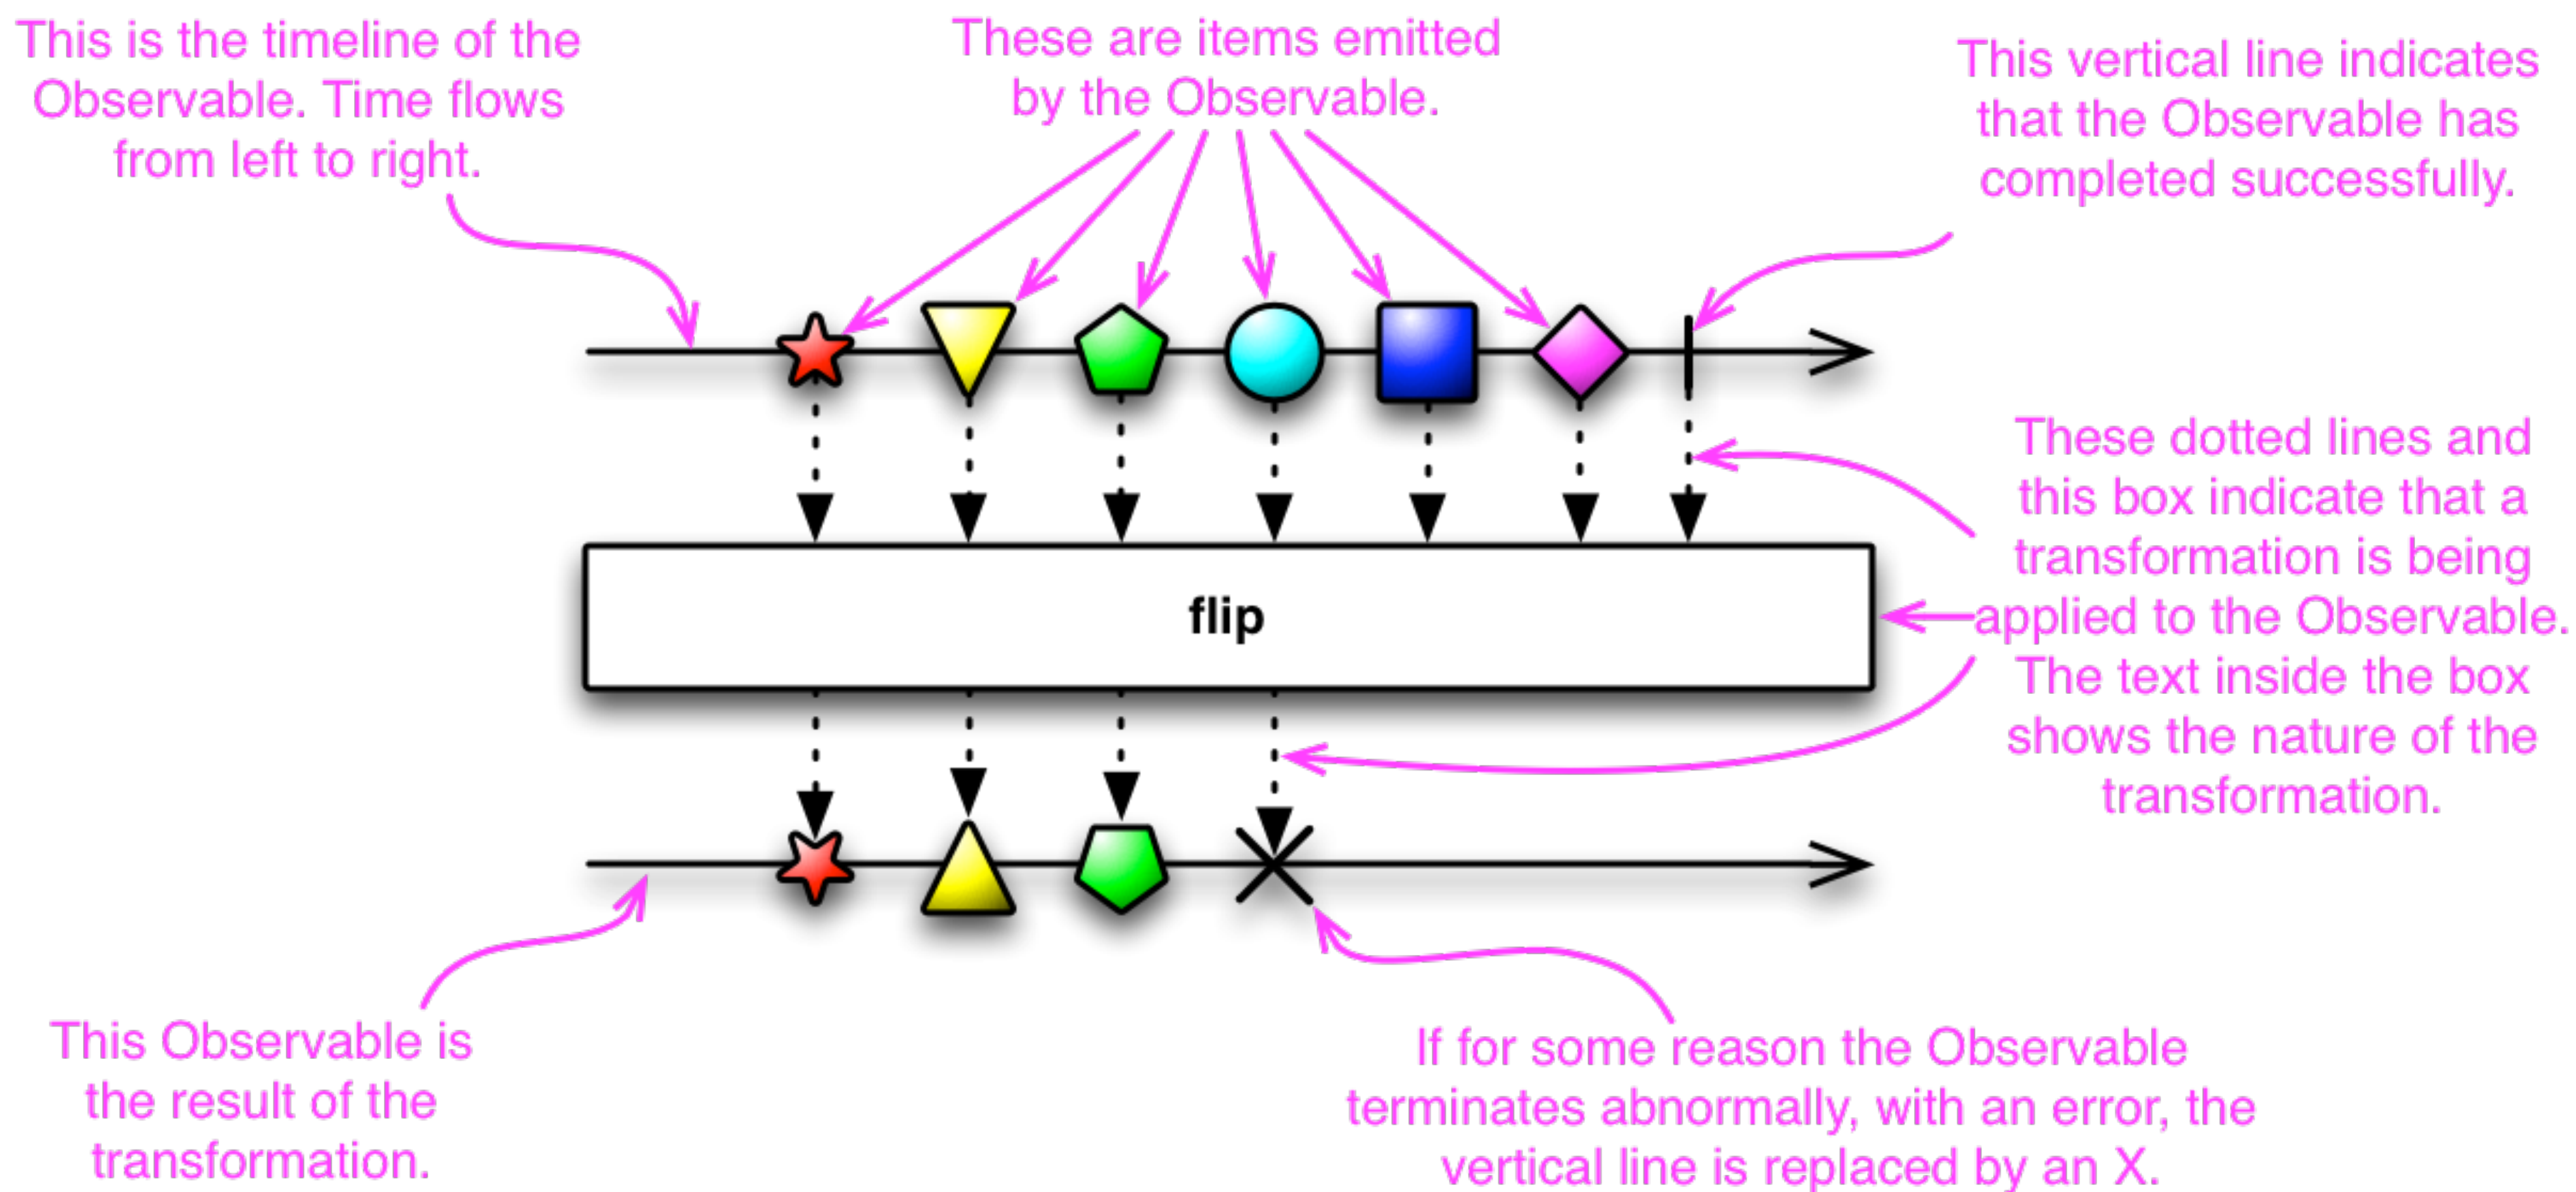 This is the timeline of the
Observable. Time flows
from left to right.
These are items emitted
by the Observable.
This vertical line indicates
that the Observable has
completed successfully.
These dotted lines and
this box indicate that a
transformation is being
applied to the Observable.
The text inside the box
shows the nature of the
transformation.
flip
This Observable is
the result of the
transformation.
If for some reason the Observable
terminates abnormally, with an error, the
vertical line is replaced by an X.